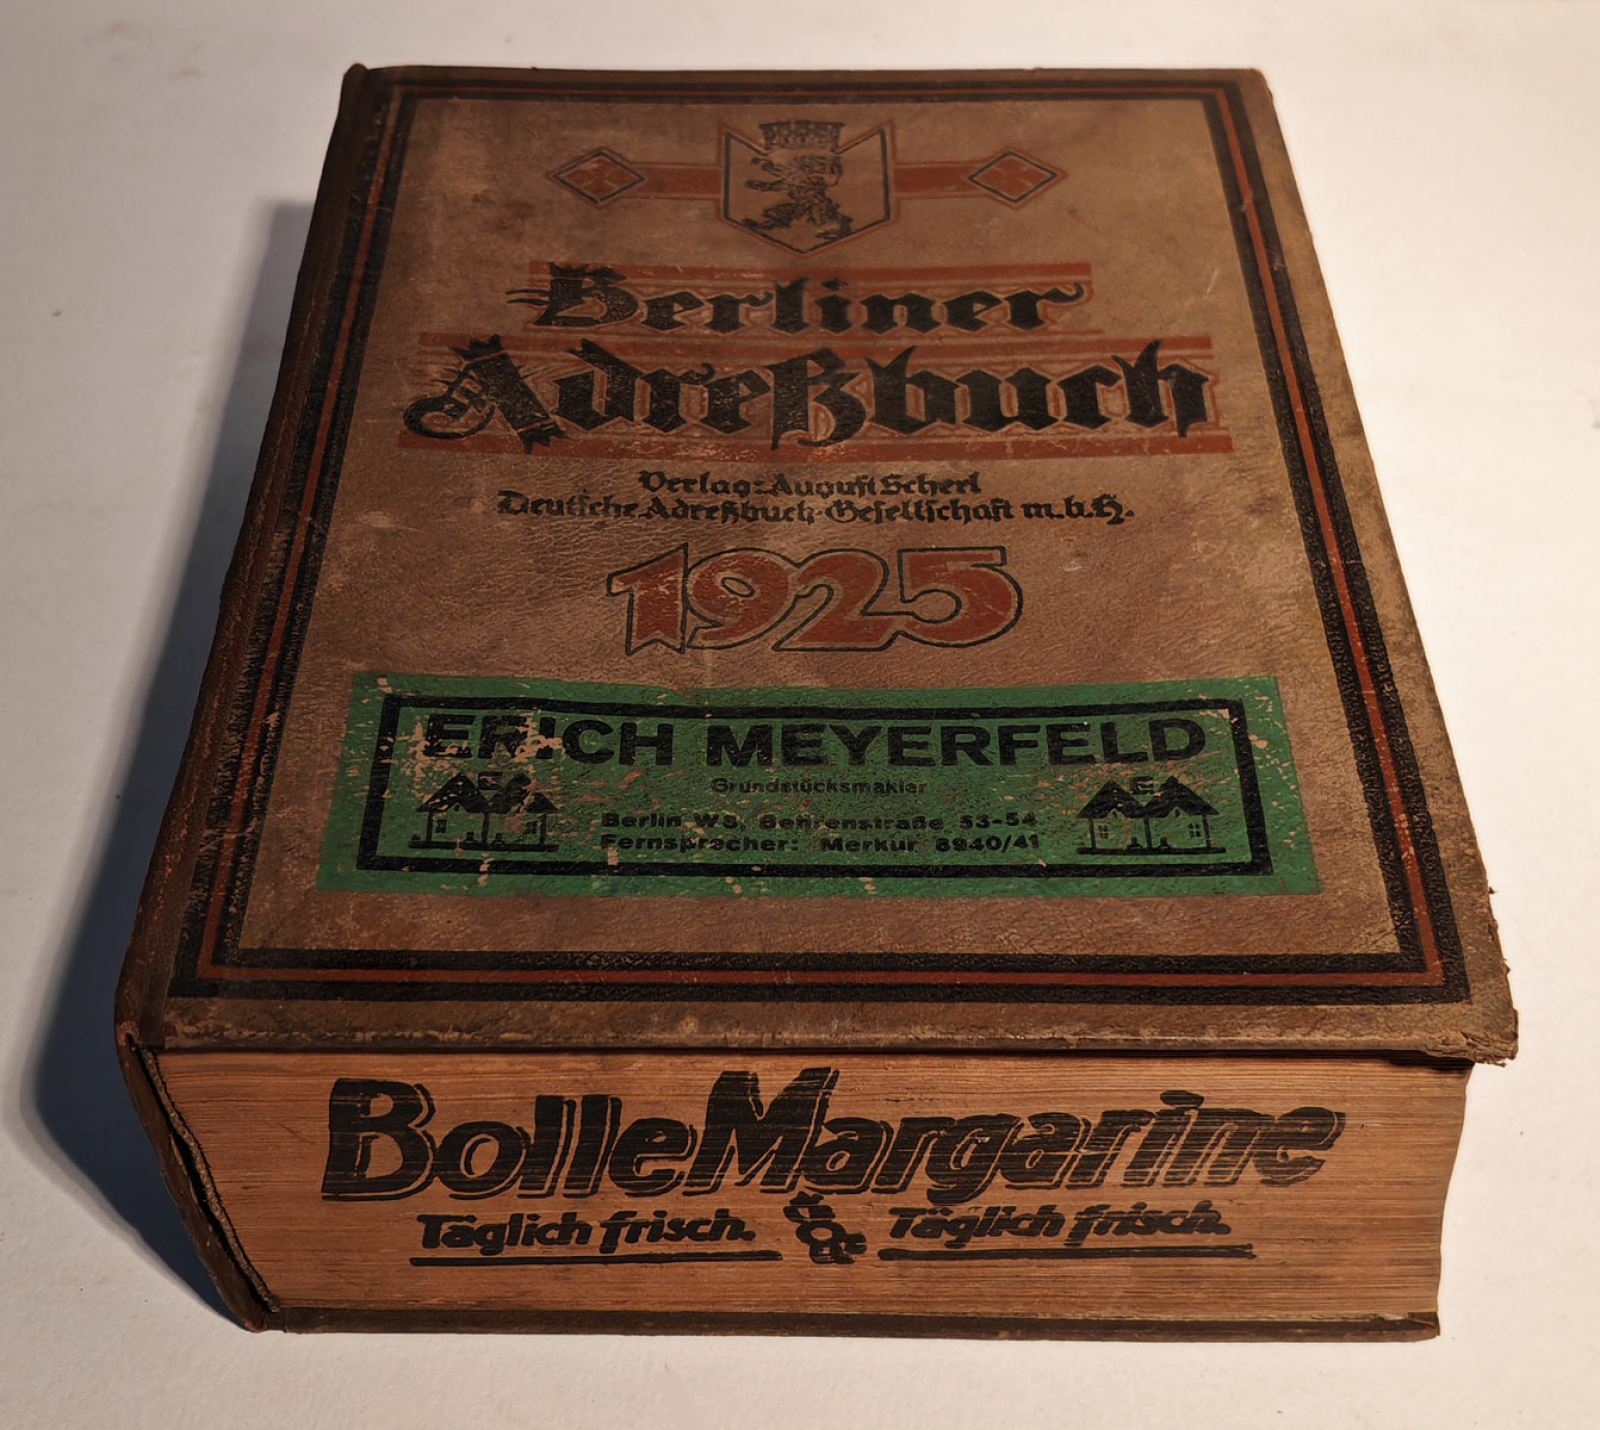 Berliner
Adreßbuch
Verlag: August Scherl
Deutsche Adreßbuch-Gesellschaft m.b.H.
1925
ERICH MEYERFELD
Grundstücksmakler
Berlin W8, Behrenstraße 53-54
Fernsprecher: Merkur 8940/41
BolleMargarine
Täglich frisch. Täglich frisch.